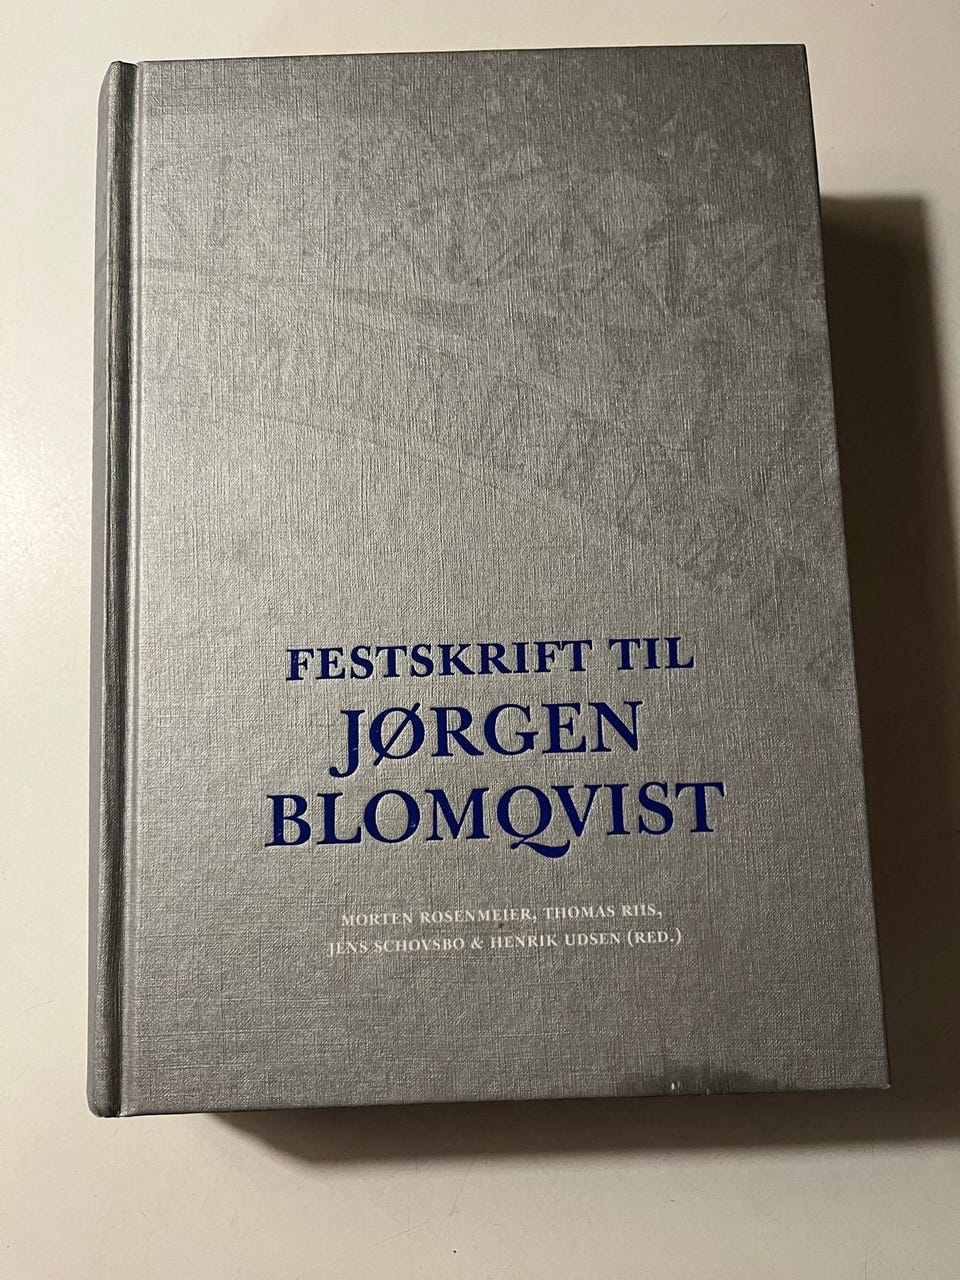 FESTSKRIFT TIL
JØRGEN
BLOMQVIST
MORTEN ROSENMEIER, THOMAS RIIS,
JENS SCHOVSBO & HENRIK UDSEN (RED.)